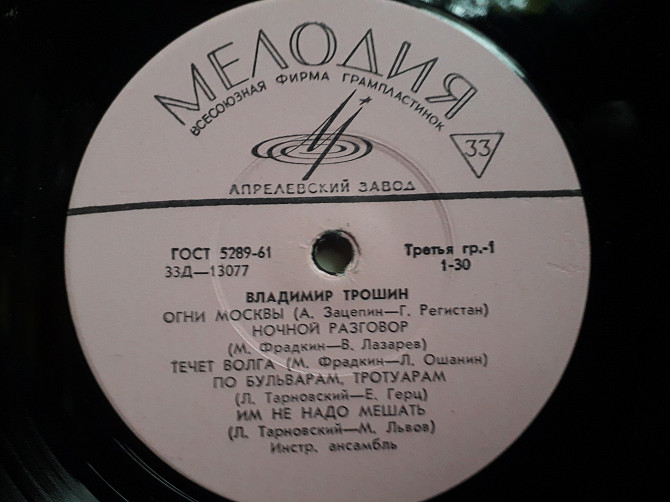 МЕЛОДИЯ
ВСЕСОЮЗНАЯ ФИРМА ГРАМПЛАСТИНОК
33
АПРЕЛЕВСКИЙ ЗАВОД
ГОСТ 5289-61
33Д—13077
Третья гр.-1
1-30
ВЛАДИМИР ТРОШИН
ОГНИ МОСКВЫ (А. Зацепин—Г. Регистан)
НОЧНОЙ РАЗГОВОР
(М. Фрадкин—В. Лазарев)
ТЕЧЕТ ВОЛГА (М. Фрадкин—Л. Ошанин)
ПО БУЛЬВАРАМ, ТРОТУАРАМ
(Л. Тарновский—Е. Герц)
ИМ НЕ НАДО МЕШАТЬ
(Л. Тарновский—М. Львов)
Инстр. ансамбль